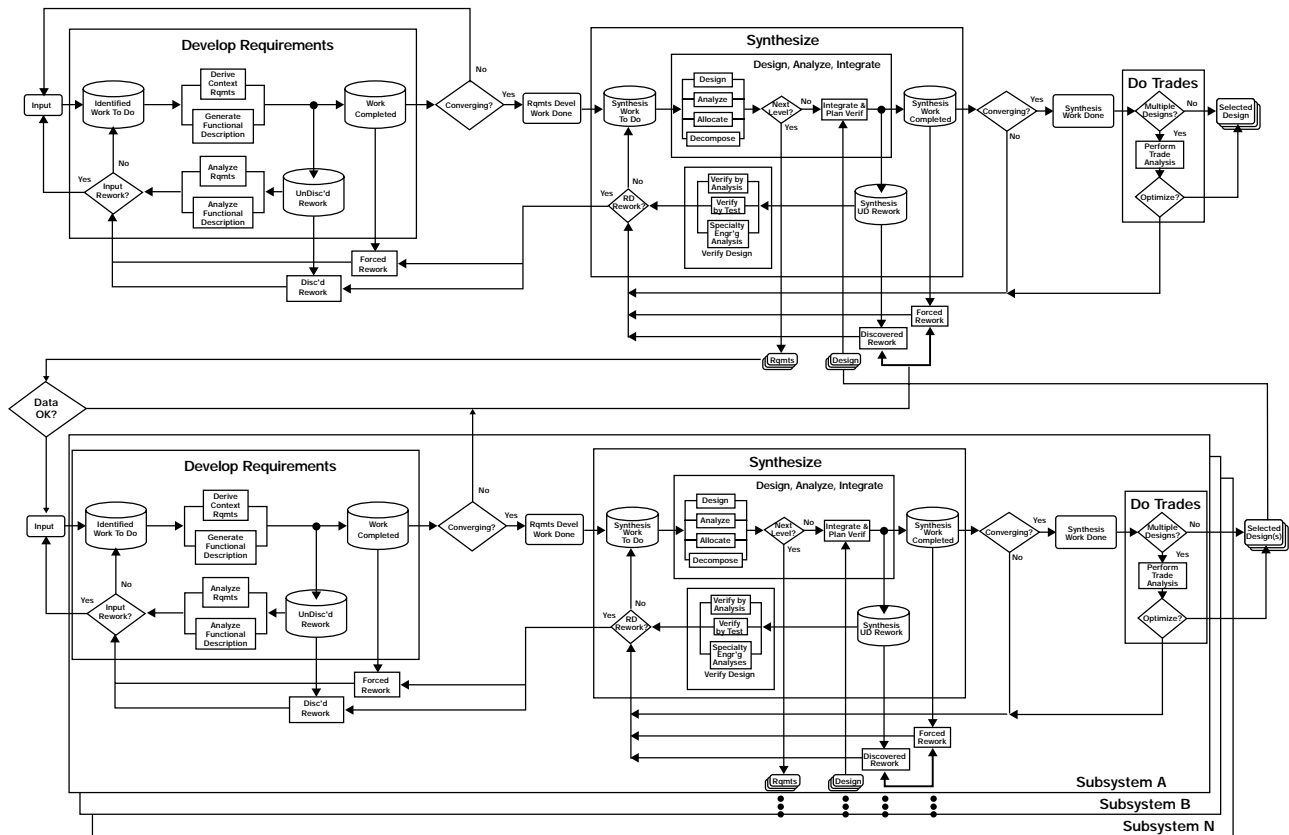 Develop Requirements
Input
Identified
Work To Do
Derive
Context
Rqmts
Generate
Functional
Description
Work
Completed
No
Converging?
Yes
Rqmts Devel
Work Done
Yes
Input
Rework?
No
Analyze
Rqmts
Analyze
Functional
Description
UnDisc'd
Rework
Forced
Rework
Disc'd
Rework
Synthesize
Design, Analyze, Integrate
Synthesis
Work
To Do
Design
Analyze
Allocate
Decompose
Next
Level?
No
Yes
Integrate &
Plan Verif
Synthesis
Work
Completed
Converging?
Yes
No
Synthesis
Work Done
Yes
RD
Rework?
No
Verify by
Analysis
Verify
by Test
Specialty
Engr'g
Analysis
Verify Design
Synthesis
UD Rework
Forced
Rework
Discovered
Rework
Do Trades
Multiple
Designs?
No
Yes
Perform
Trade
Analysis
Optimize?
Selected
Design
Rqmts
Design
Data
OK?
Develop Requirements
Input
Identified
Work To Do
Derive
Context
Rqmts
Generate
Functional
Description
Work
Completed
No
Converging?
Yes
Rqmts Devel
Work Done
Yes
Input
Rework?
No
Analyze
Rqmts
Analyze
Functional
Description
UnDisc'd
Rework
Forced
Rework
Disc'd
Rework
Synthesize
Design, Analyze, Integrate
Synthesis
Work
To Do
Design
Analyze
Allocate
Decompose
Next
Level?
No
Yes
Integrate &
Plan Verif
Synthesis
Work
Completed
Converging?
Yes
No
Synthesis
Work Done
Yes
RD
Rework?
No
Verify by
Analysis
Verify
by Test
Specialty
Engr'g
Analyses
Verify Design
Synthesis
UD Rework
Forced
Rework
Discovered
Rework
Do Trades
Multiple
Designs?
No
Yes
Perform
Trade
Analysis
Optimize?
Selected
Design(s)
Rqmts
Design
Subsystem A
Subsystem B
Subsystem N